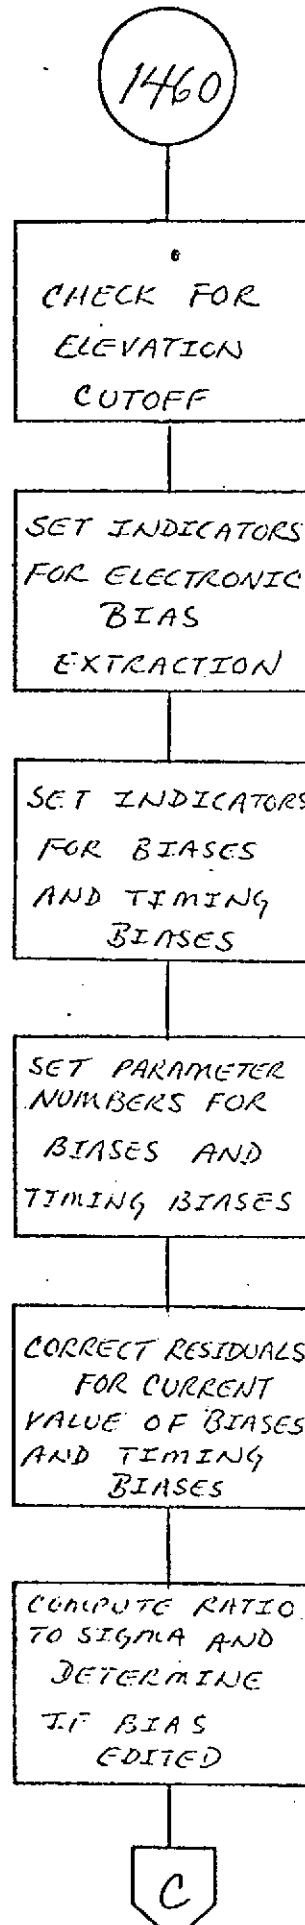 1460
CHECK FOR
ELEVATION
CUTOFF
SET INDICATORS
FOR ELECTRONIC
BIAS
EXTRACTION
SET INDICATORS
FOR BIASES
AND TIMING
BIASES
SET PARAMETER
NUMBERS FOR
BIASES AND
TIMING BIASES
CORRECT RESIDUALS
FOR CURRENT
VALUE OF BIASES
AND TIMING
BIASES
COMPUTE RATIO
TO SIGMA AND
DETERMINE
IF BIAS
EDITED
C